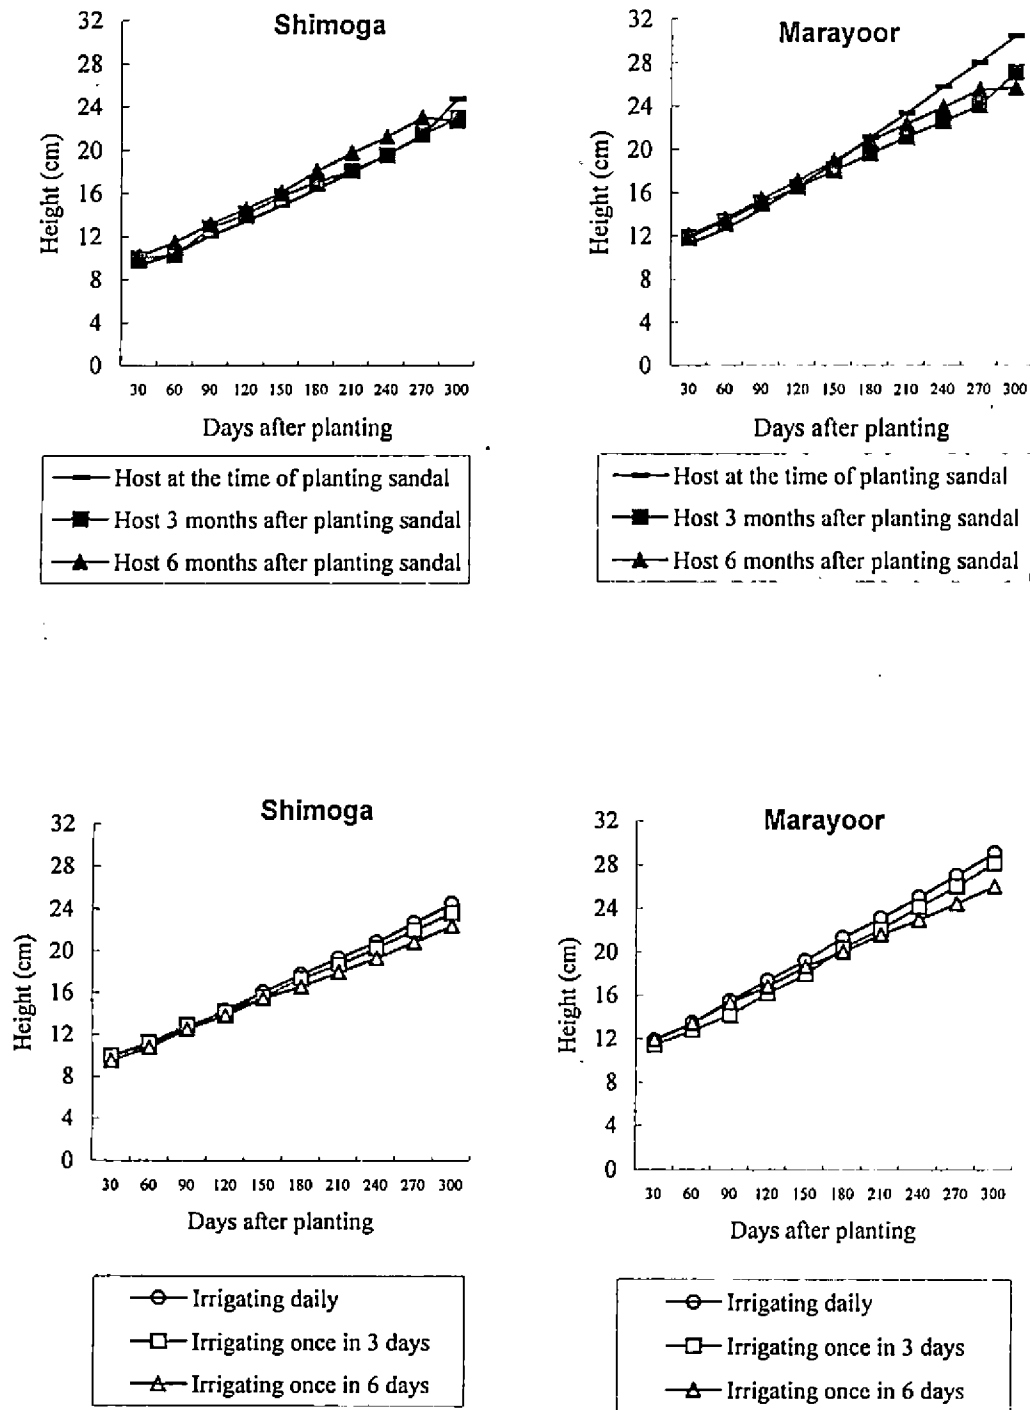 Shimoga
32
28
24
20
16
12
8
4
0
Height (cm)
30 60 90 120 150 180 210 240 270 300
Days after planting
Host at the time of planting sandal
Host 3 months after planting sandal
Host 6 months after planting sandal
Marayoor
32
28
24
20
16
12
8
4
0
Height (cm)
30 60 90 120 150 180 210 240 270 300
Days after planting
Host at the time of planting sandal
Host 3 months after planting sandal
Host 6 months after planting sandal
Shimoga
32
28
24
20
16
12
8
4
0
Height (cm)
30 60 90 120 150 180 210 240 270 300
Days after planting
Irrigating daily
Irrigating once in 3 days
Irrigating once in 6 days
Marayoor
32
28
24
20
16
12
8
4
0
Height (cm)
30 60 90 120 150 180 210 240 270 300
Days after planting
Irrigating daily
Irrigating once in 3 days
Irrigating once in 6 days